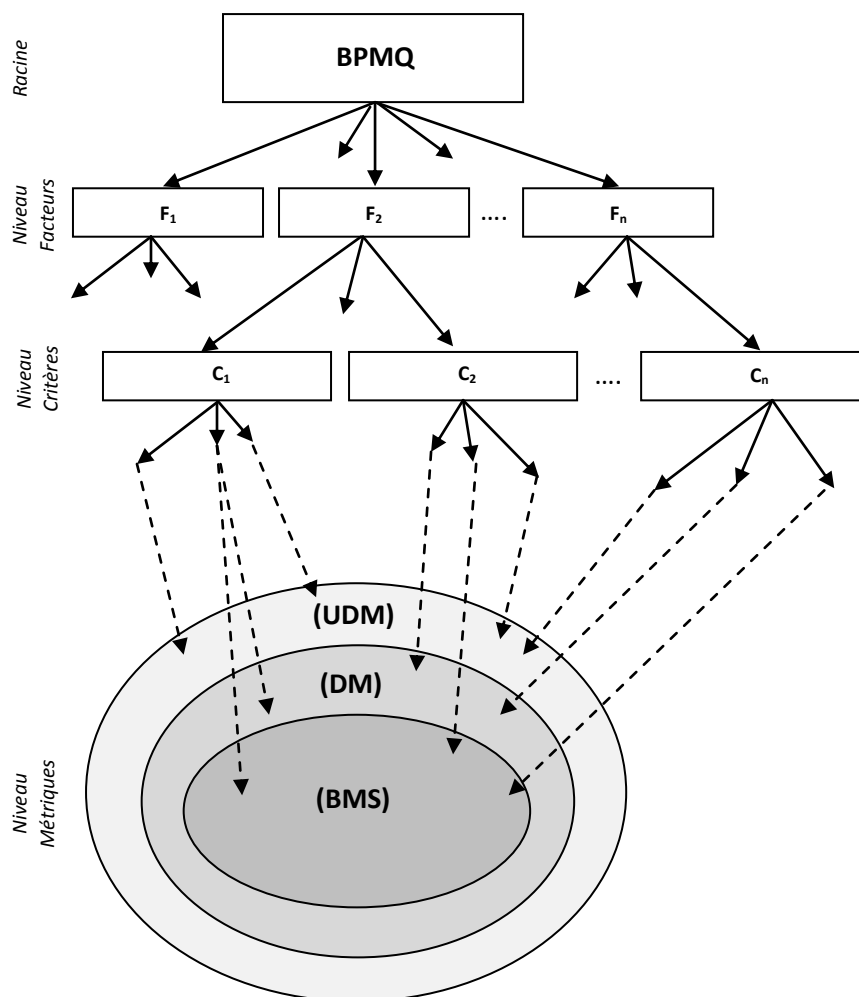 Racine
BPMQ
Niveau
Facteurs
F1
F2
....
Fn
Niveau
Critères
C1
C2
....
Cn
Niveau
Métriques
(UDM)
(DM)
(BMS)